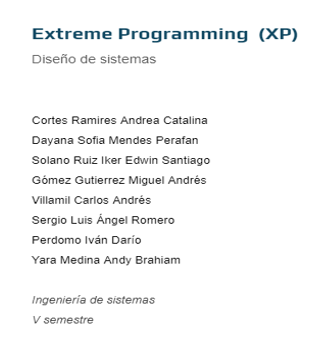 Extreme Programming (XP)
Diseño de sistemas
Cortes Ramires Andrea Catalina
Dayana Sofia Mendes Perafan
Solano Ruiz Iker Edwin Santiago
Gómez Gutierrez Miguel Andrés
Villamil Carlos Andrés
Sergio Luis Ángel Romero
Perdomo Iván Darío
Yara Medina Andy Brahiam
Ingeniería de sistemas
V semestre